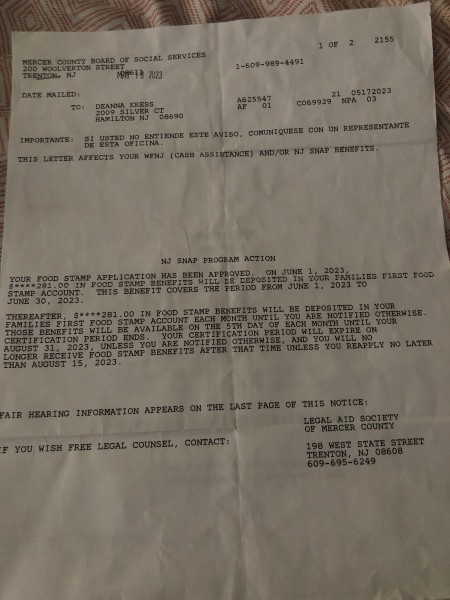 1 OF 2 2155
MERCER COUNTY BOARD OF SOCIAL SERVICES
200 WOOLVERTON STREET
TRENTON, NJ 08611
1-609-989-4491
DATE MAILED:
2023
TO: DEANNA KRESS
2009 SILVER CT
HAMILTON NJ 08690
A625547 21 05172023
AF 01 C069929 NPA 03
IMPORTANTE: SI USTED NO ENTIENDE ESTE AVISO, COMUNIQUESE CON UN REPRESENTANTE
DE ESTA OFICINA.
THIS LETTER AFFECTS YOUR WFNJ (CASH ASSISTANCE) AND/OR NJ SNAP BENEFITS.
NJ SNAP PROGRAM ACTION
YOUR FOOD STAMP APPLICATION HAS BEEN APPROVED. ON JUNE 1, 2023,
$****281.00 IN FOOD STAMP BENEFITS WILL BE DEPOSITED IN YOUR FAMILIES FIRST FOOD
STAMP ACCOUNT. THIS BENEFIT COVERS THE PERIOD FROM JUNE 1, 2023 TO
JUNE 30, 2023.
THEREAFTER, $****281.00 IN FOOD STAMP BENEFITS WILL BE DEPOSITED IN YOUR
FAMILIES FIRST FOOD STAMP ACCOUNT EACH MONTH UNTIL YOU ARE NOTIFIED OTHERWISE.
THOSE BENEFITS WILL BE AVAILABLE ON THE 5TH DAY OF EACH MONTH UNTIL YOUR
CERTIFICATION PERIOD ENDS. YOUR CERTIFICATION PERIOD WILL EXPIRE ON
AUGUST 31, 2023, UNLESS YOU ARE NOTIFIED OTHERWISE, AND YOU WILL NO
LONGER RECEIVE FOOD STAMP BENEFITS AFTER THAT TIME UNLESS YOU REAPPLY NO LATER
THAN AUGUST 15, 2023.
FAIR HEARING INFORMATION APPEARS ON THE LAST PAGE OF THIS NOTICE:
IF YOU WISH FREE LEGAL COUNSEL, CONTACT:
LEGAL AID SOCIETY
OF MERCER COUNTY
198 WEST STATE STREET
TRENTON, NJ 08608
609-695-6249